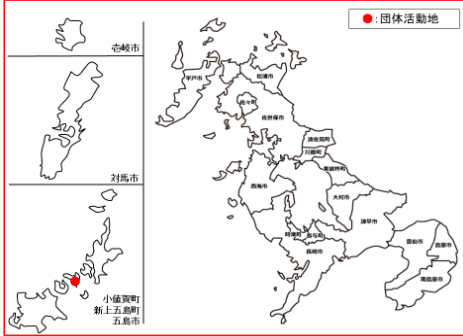 ●:団体活動地
壱岐市
対馬市
小値賀町
新上五島町
五島市
平戸市
松浦市
佐々町
佐世保市
波佐見町
川棚町
東彼杵町
西海市
大村市
時津町
長与町
諫早市
長崎市
雲仙市
島原市
南島原市